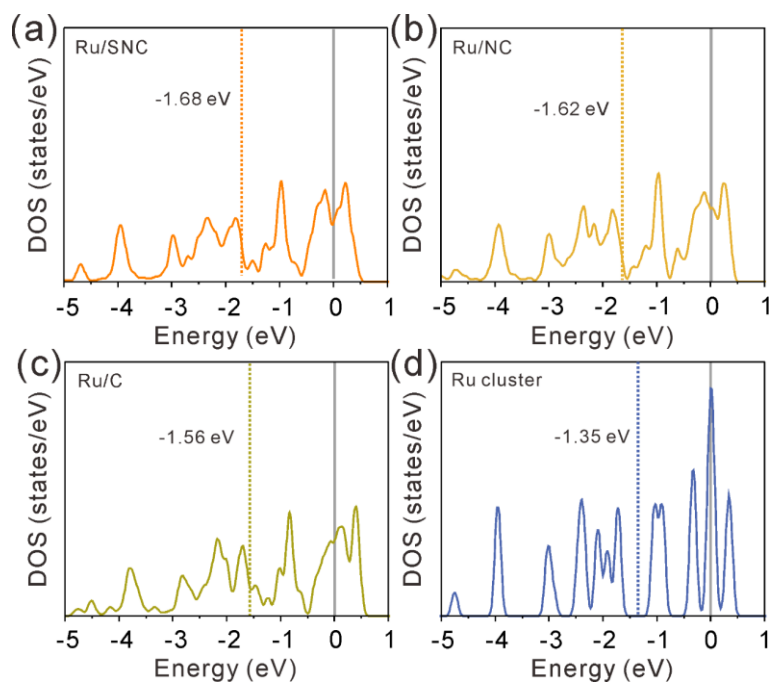 (a)
Ru/SNC
-1.68 eV
DOS (states/eV)
-5 -4 -3 -2 -1 0 1
Energy (eV)
(b)
Ru/NC
-1.62 eV
DOS (states/eV)
-5 -4 -3 -2 -1 0 1
Energy (eV)
(c)
Ru/C
-1.56 eV
DOS (states/eV)
-5 -4 -3 -2 -1 0 1
Energy (eV)
(d)
Ru cluster
-1.35 eV
DOS (states/eV)
-5 -4 -3 -2 -1 0 1
Energy (eV)